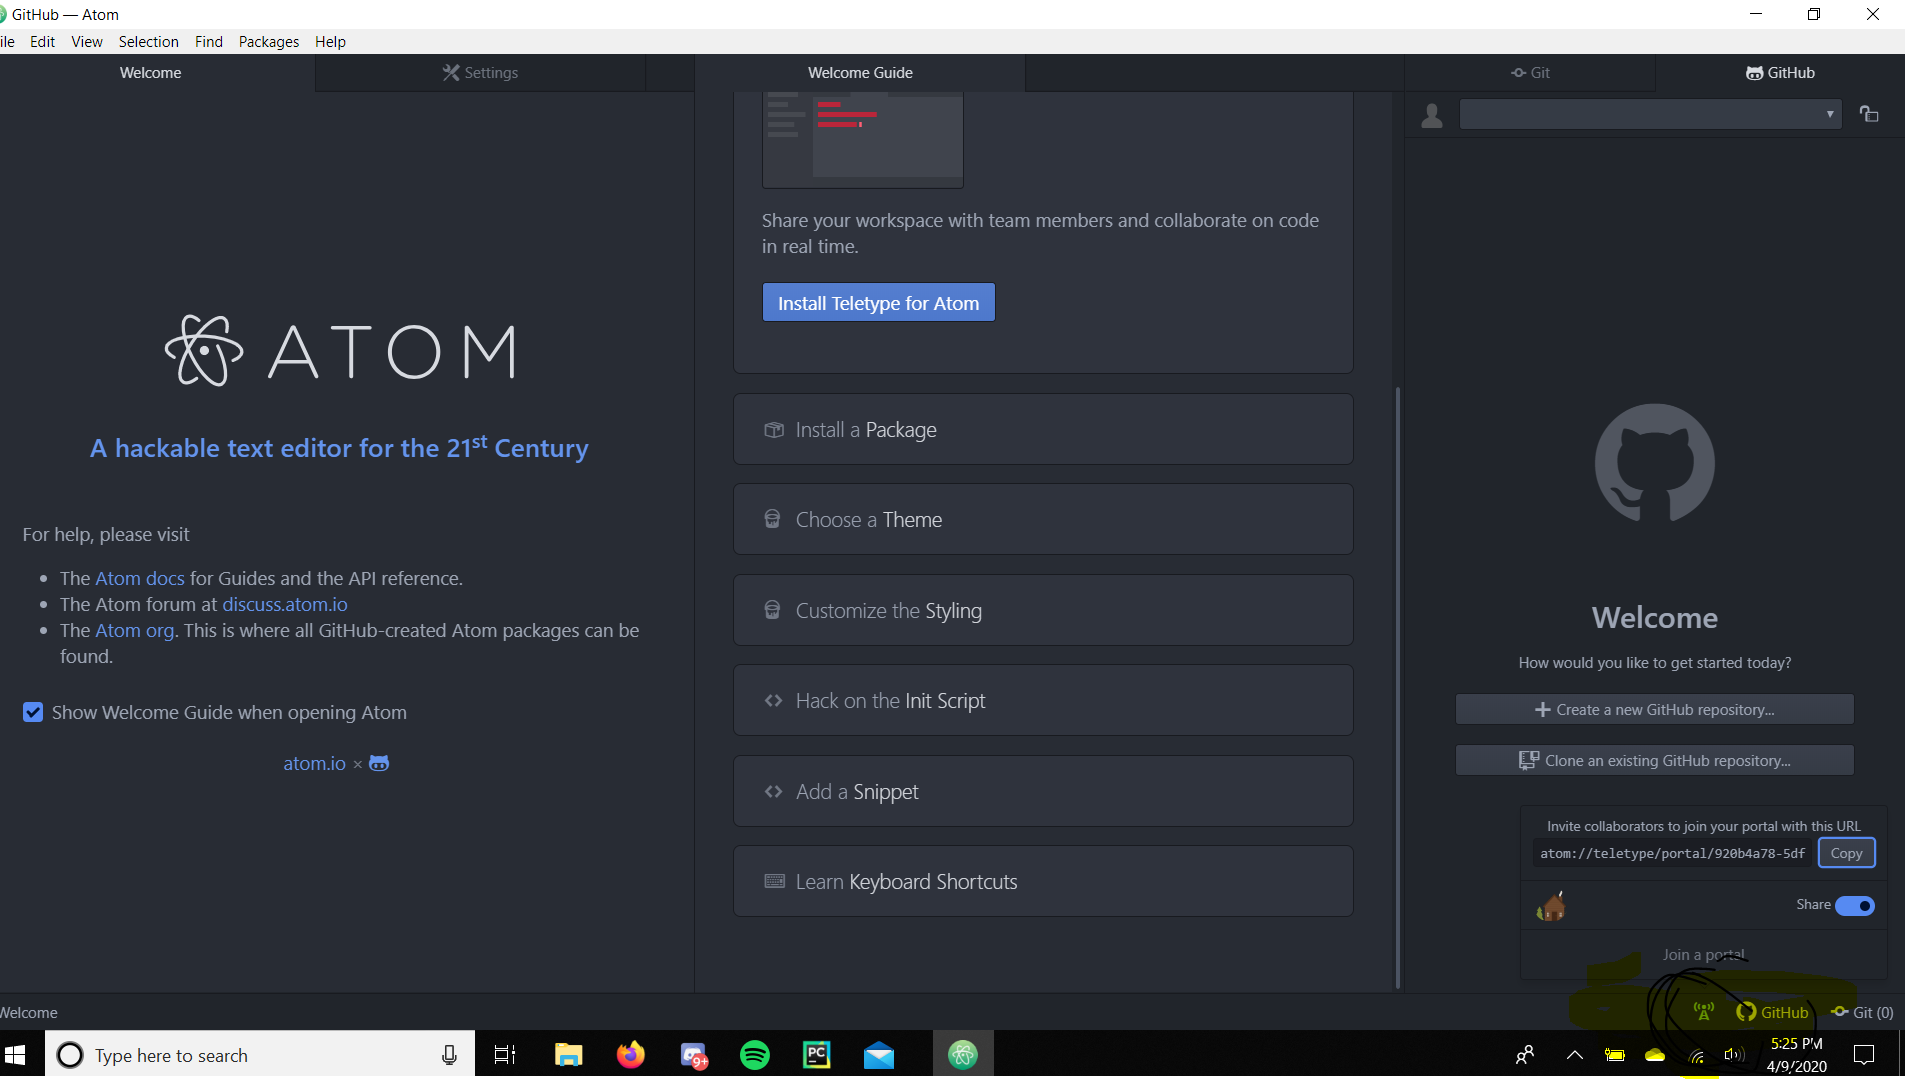 GitHub — Atom
ile Edit View Selection Find Packages Help
Welcome
Settings
Welcome Guide
Git
GitHub
ATOM
A hackable text editor for the 21st Century
For help, please visit
• The Atom docs for Guides and the API reference.
• The Atom forum at discuss.atom.io
• The Atom org. This is where all GitHub-created Atom packages can be
found.
Show Welcome Guide when opening Atom
atom.io ×
Share your workspace with team members and collaborate on code
in real time.
Install Teletype for Atom
Install a Package
Choose a Theme
Customize the Styling
Hack on the Init Script
Add a Snippet
Learn Keyboard Shortcuts
Welcome
How would you like to get started today?
Create a new GitHub repository...
Clone an existing GitHub repository...
Invite collaborators to join your portal with this URL
atom://teletype/portal/920b4a78-5df
Copy
Share
Join a portal
Welcome
GitHub
Git (0)
Type here to search
9+
PC
5:25 PM
4/9/2020